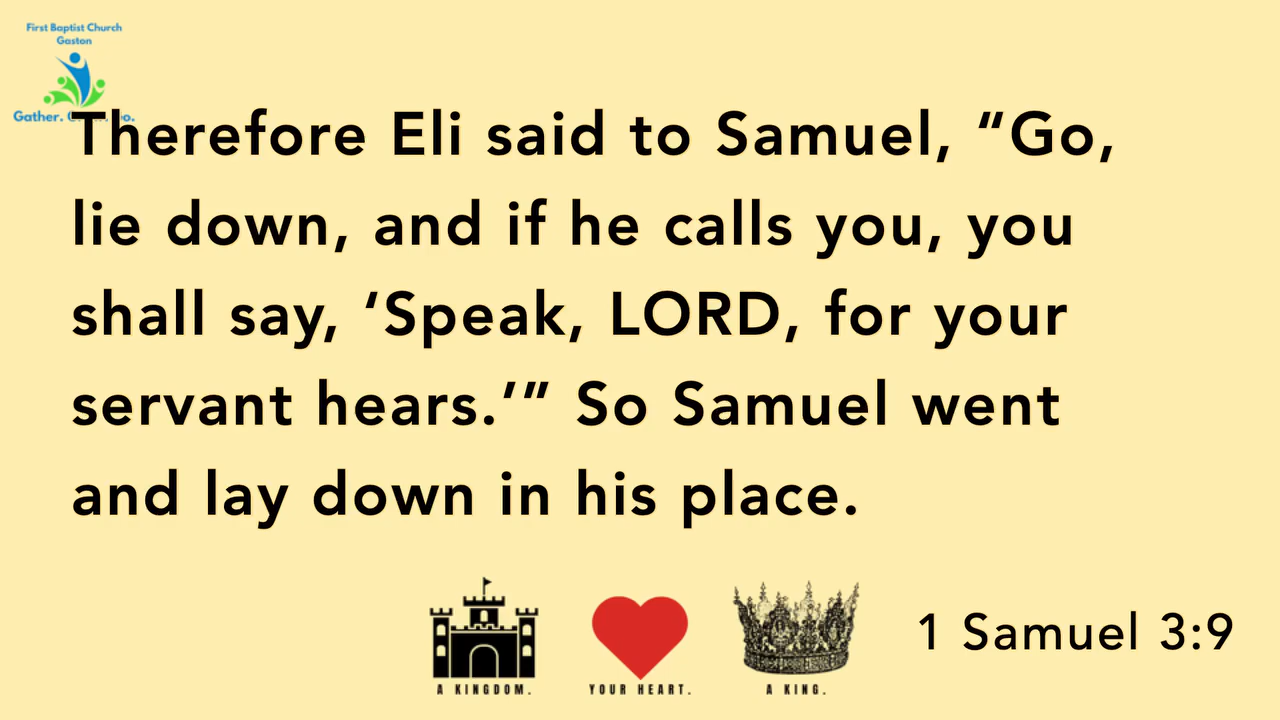 First Baptist Church
Gaston
Gather. Go.
Therefore Eli said to Samuel, “Go,
lie down, and if he calls you, you
shall say, ‘Speak, LORD, for your
servant hears.’” So Samuel went
and lay down in his place.
A KINGDOM.
YOUR HEART.
A KING.
1 Samuel 3:9